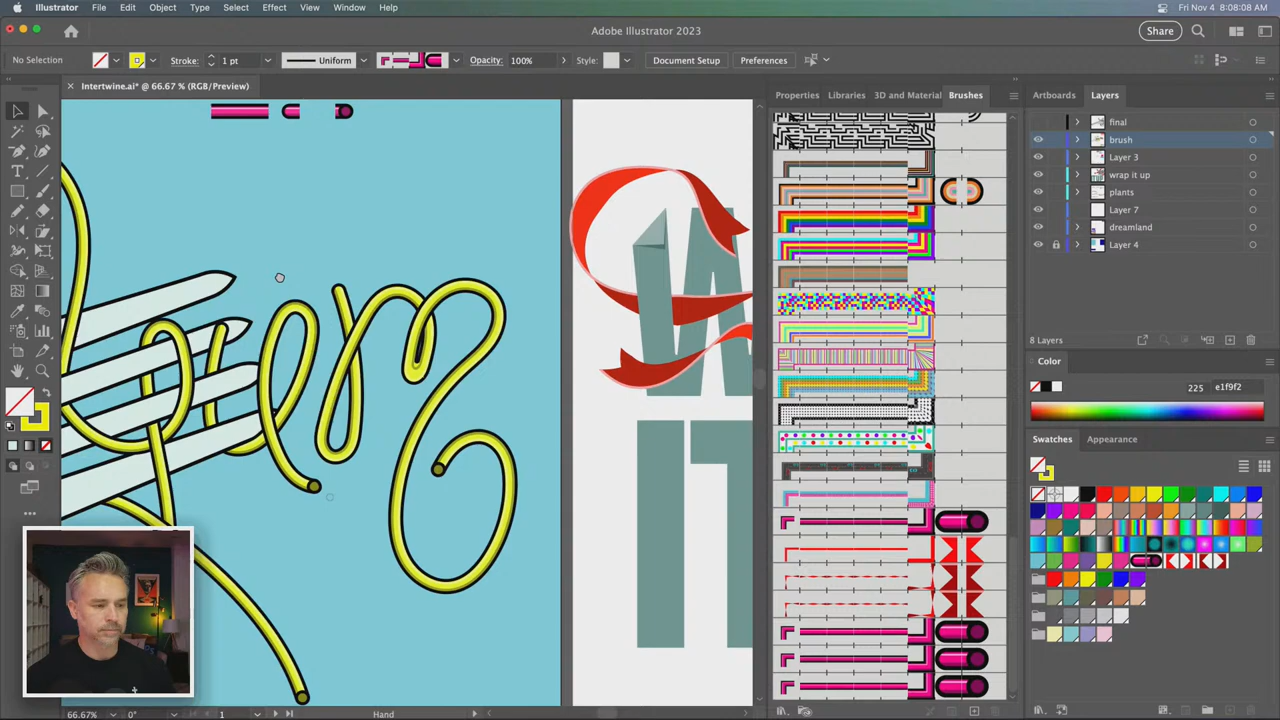 Illustrator File Edit Object Type Select Effect View Window Help Fri Nov 4 8:08:08 AM
Adobe Illustrator 2023
Share
No Selection Stroke: 1 pt Uniform Opacity: 100% Style: Document Setup Preferences
Intertwine.ai* @ 66.67 % (RGB/Preview)
Properties Libraries 3D and Material Brushes
Artboards Layers
final
brush
Layer 3
wrap it up
plants
Layer 7
dreamland
Layer 4
8 Layers
Color
225 e1f9f2
Swatches Appearance
IT
66.67% 0° 1 Hand